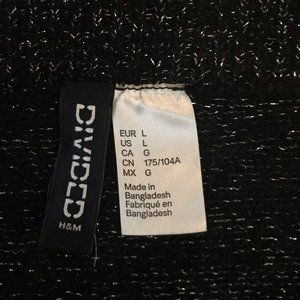 DIVIDED
H&M
EUR L
US L
CA G
CN 175/104A
MX G
Made in
Bangladesh
Fabriqué en
Bangladesh